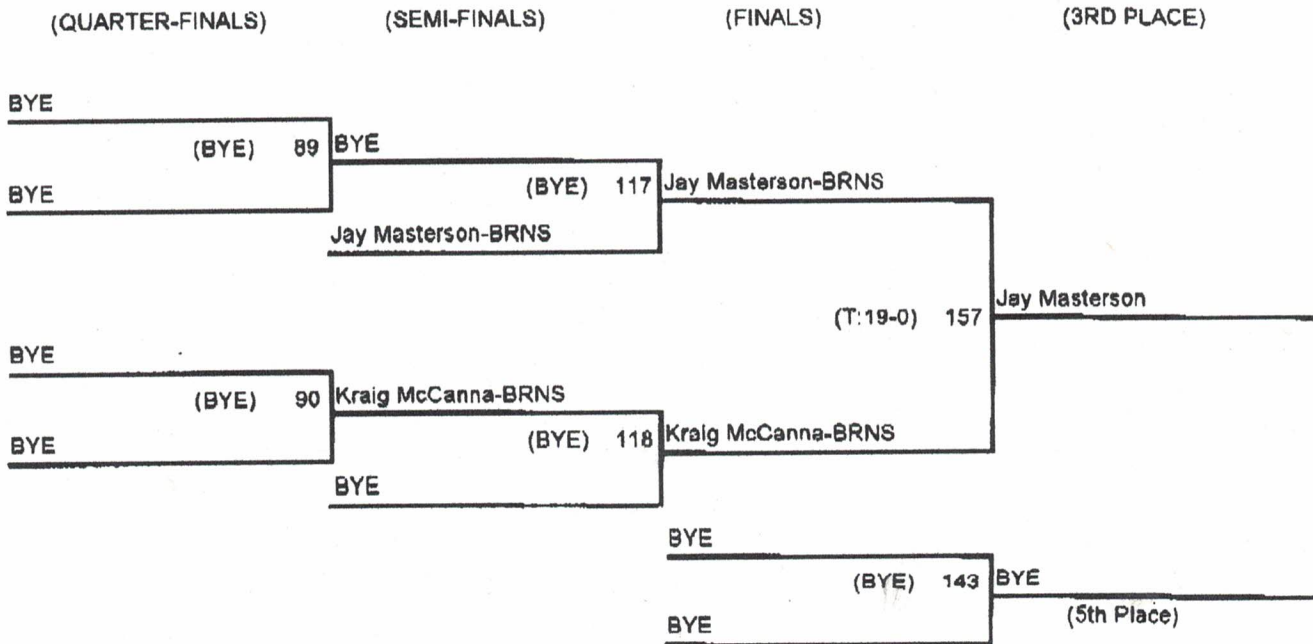 (QUARTER-FINALS) (SEMI-FINALS) (FINALS) (3RD PLACE)
BYE
(BYE) 89
BYE
BYE
(BYE) 117
Jay Masterson-BRNS
Jay Masterson-BRNS
(T:19-0) 157
Jay Masterson
BYE
(BYE) 90
BYE
Kraig McCanna-BRNS
(BYE) 118
BYE
Kraig McCanna-BRNS
BYE
(BYE) 143
BYE
BYE
(5th Place)